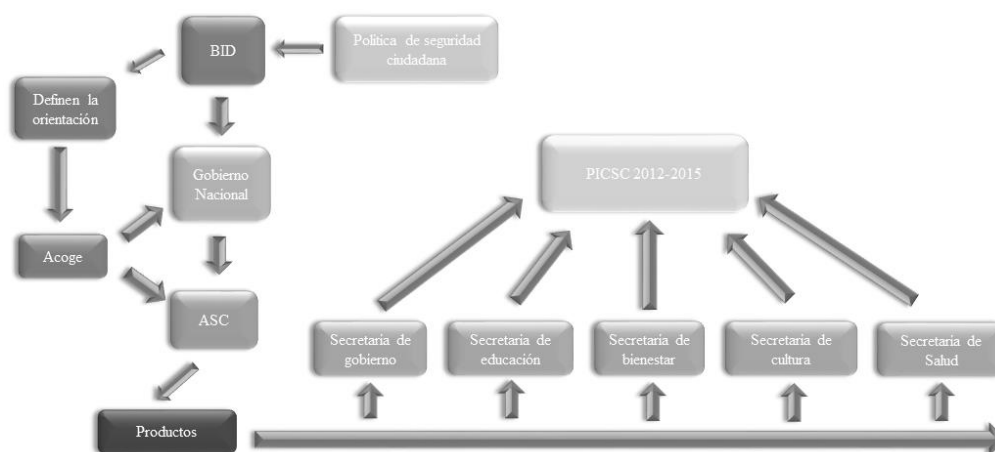 BID
Política de seguridad
ciudadana
Definen la
orientación
Gobierno
Nacional
PICSC 2012-2015
Acoge
ASC
Secretaria de
gobierno
Secretaria de
educación
Secretaria de
bienestar
Secretaria de
cultura
Secretaria de
Salud
Productos